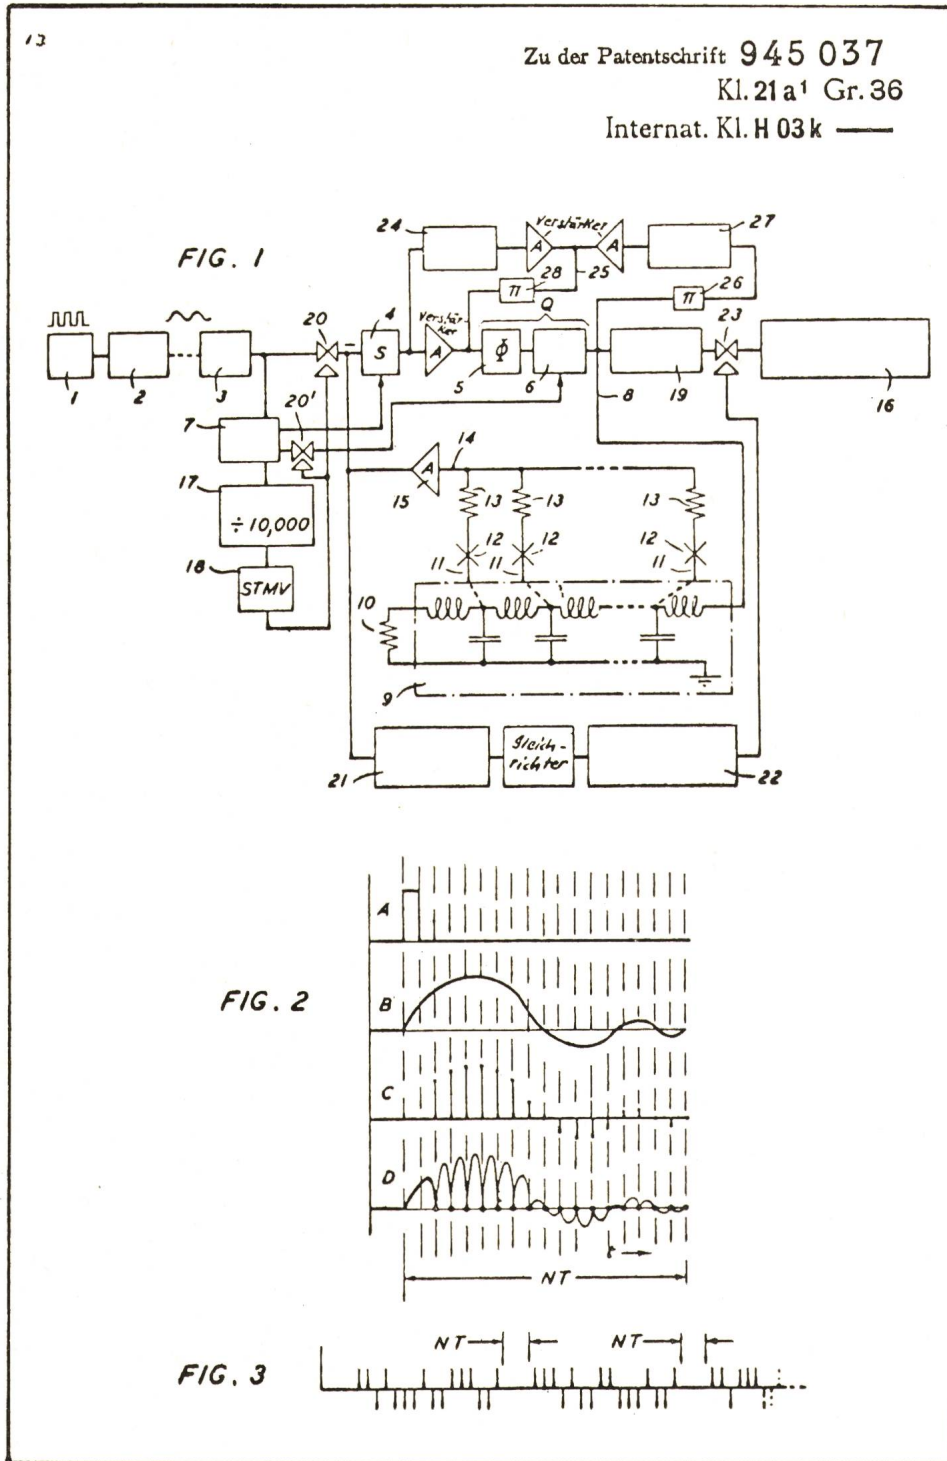 13
Zu der Patentschrift 945 037
Kl. 21 a¹ Gr. 36
Internat. Kl. H 03 k —
FIG. 1
24
Verstärker
A
A
27
28
π
25
π
26
20
4
S
Verstär-
ker
A
Q
Φ
5
6
23
1
2
3
8
19
16
7
20'
17
÷ 10,000
18
STMV
14
A
15
13
13
13
12
12
12
11
11
11
10
9
21
Gleich-
richter
22
FIG. 2
A
B
C
D
t
NT
FIG. 3
NT
NT